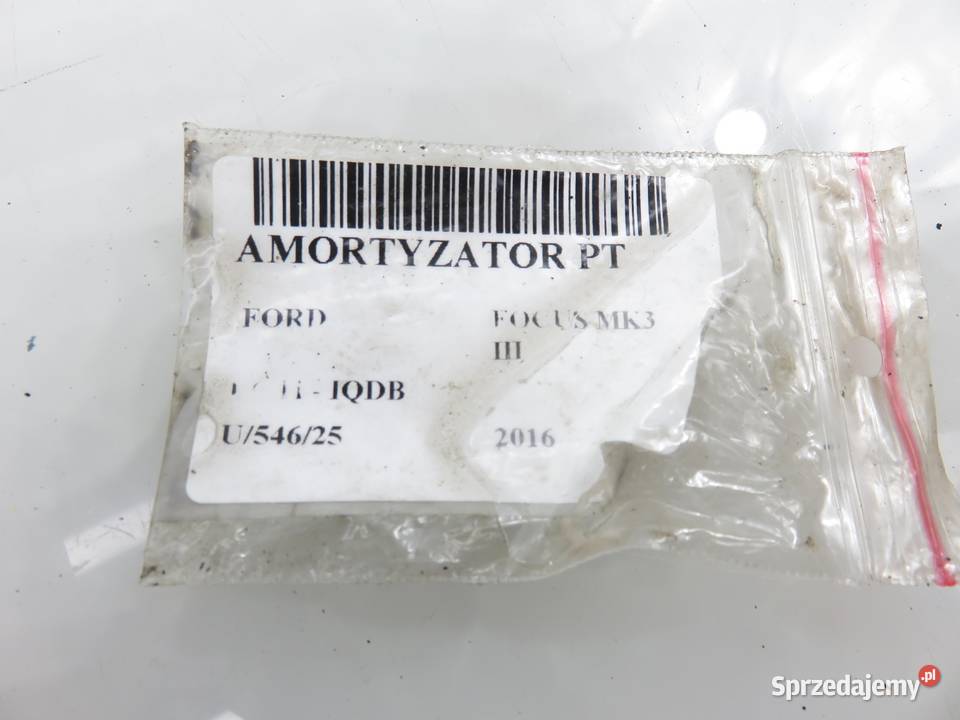 AMORTYZATOR PT
FORD FOCUS MK3
III
- IQDB
U/546/25 2016
Sprzedajemy.pl